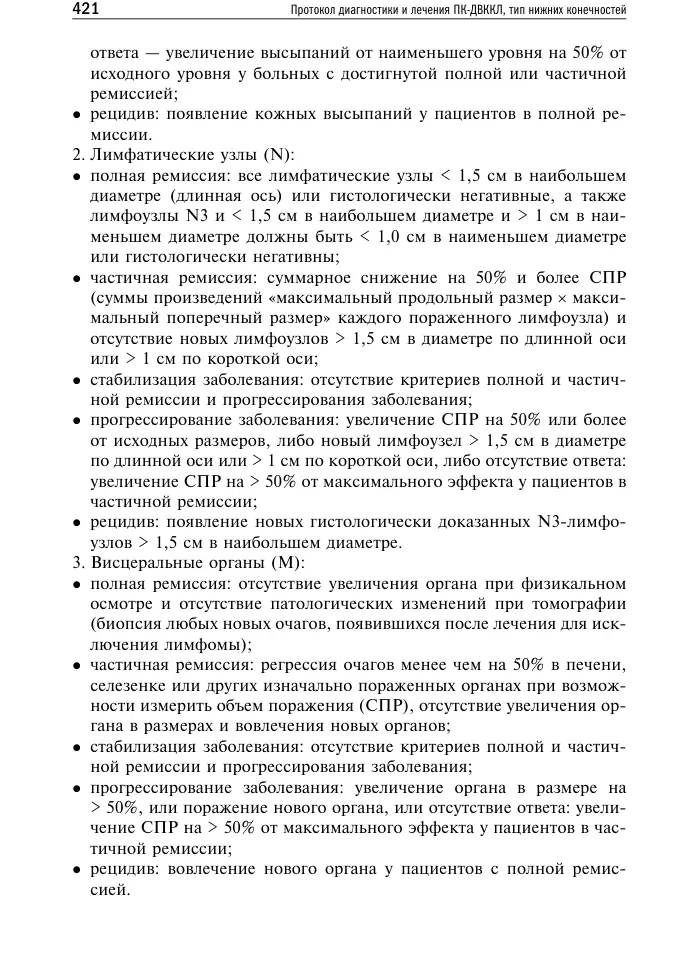 421 Протокол диагностики и лечения ПК-ДВККЛ, тип нижних конечностей
ответа — увеличение высыпаний от наименьшего уровня на 50% от
исходного уровня у больных с достигнутой полной или частичной
ремиссией;
● рецидив: появление кожных высыпаний у пациентов в полной ре-
миссии.
2. Лимфатические узлы (N):
● полная ремиссия: все лимфатические узлы < 1,5 см в наибольшем
диаметре (длинная ось) или гистологически негативные, а также
лимфоузлы N3 и < 1,5 см в наибольшем диаметре и > 1 см в наи-
меньшем диаметре должны быть < 1,0 см в наименьшем диаметре
или гистологически негативны;
● частичная ремиссия: суммарное снижение на 50% и более СПР
(суммы произведений «максимальный продольный размер × макси-
мальный поперечный размер» каждого пораженного лимфоузла) и
отсутствие новых лимфоузлов > 1,5 см в диаметре по длинной оси
или > 1 см по короткой оси;
● стабилизация заболевания: отсутствие критериев полной и частич-
ной ремиссии и прогрессирования заболевания;
● прогрессирование заболевания: увеличение СПР на 50% или более
от исходных размеров, либо новый лимфоузел > 1,5 см в диаметре
по длинной оси или > 1 см по короткой оси, либо отсутствие ответа:
увеличение СПР на > 50% от максимального эффекта у пациентов в
частичной ремиссии;
● рецидив: появление новых гистологически доказанных N3-лимфо-
узлов > 1,5 см в наибольшем диаметре.
3. Висцеральные органы (M):
● полная ремиссия: отсутствие увеличения органа при физикальном
осмотре и отсутствие патологических изменений при томографии
(биопсия любых новых очагов, появившихся после лечения для иск-
лючения лимфомы);
● частичная ремиссия: регрессия очагов менее чем на 50% в печени,
селезенке или других изначально пораженных органах при возмож-
ности измерить объем поражения (СПР), отсутствие увеличения ор-
гана в размерах и вовлечения новых органов;
● стабилизация заболевания: отсутствие критериев полной и частич-
ной ремиссии и прогрессирования заболевания;
● прогрессирование заболевания: увеличение органа в размере на
> 50%, или поражение нового органа, или отсутствие ответа: увели-
чение СПР на > 50% от максимального эффекта у пациентов в час-
тичной ремиссии;
● рецидив: вовлечение нового органа у пациентов с полной ремис-
сией.